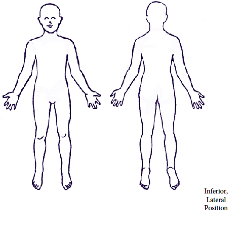 Inferior,
Lateral
Position